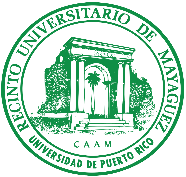 RECINTO UNIVERSITARIO DE MAYAGÜEZ
CAAM
UNIVERSIDAD DE PUERTO RICO